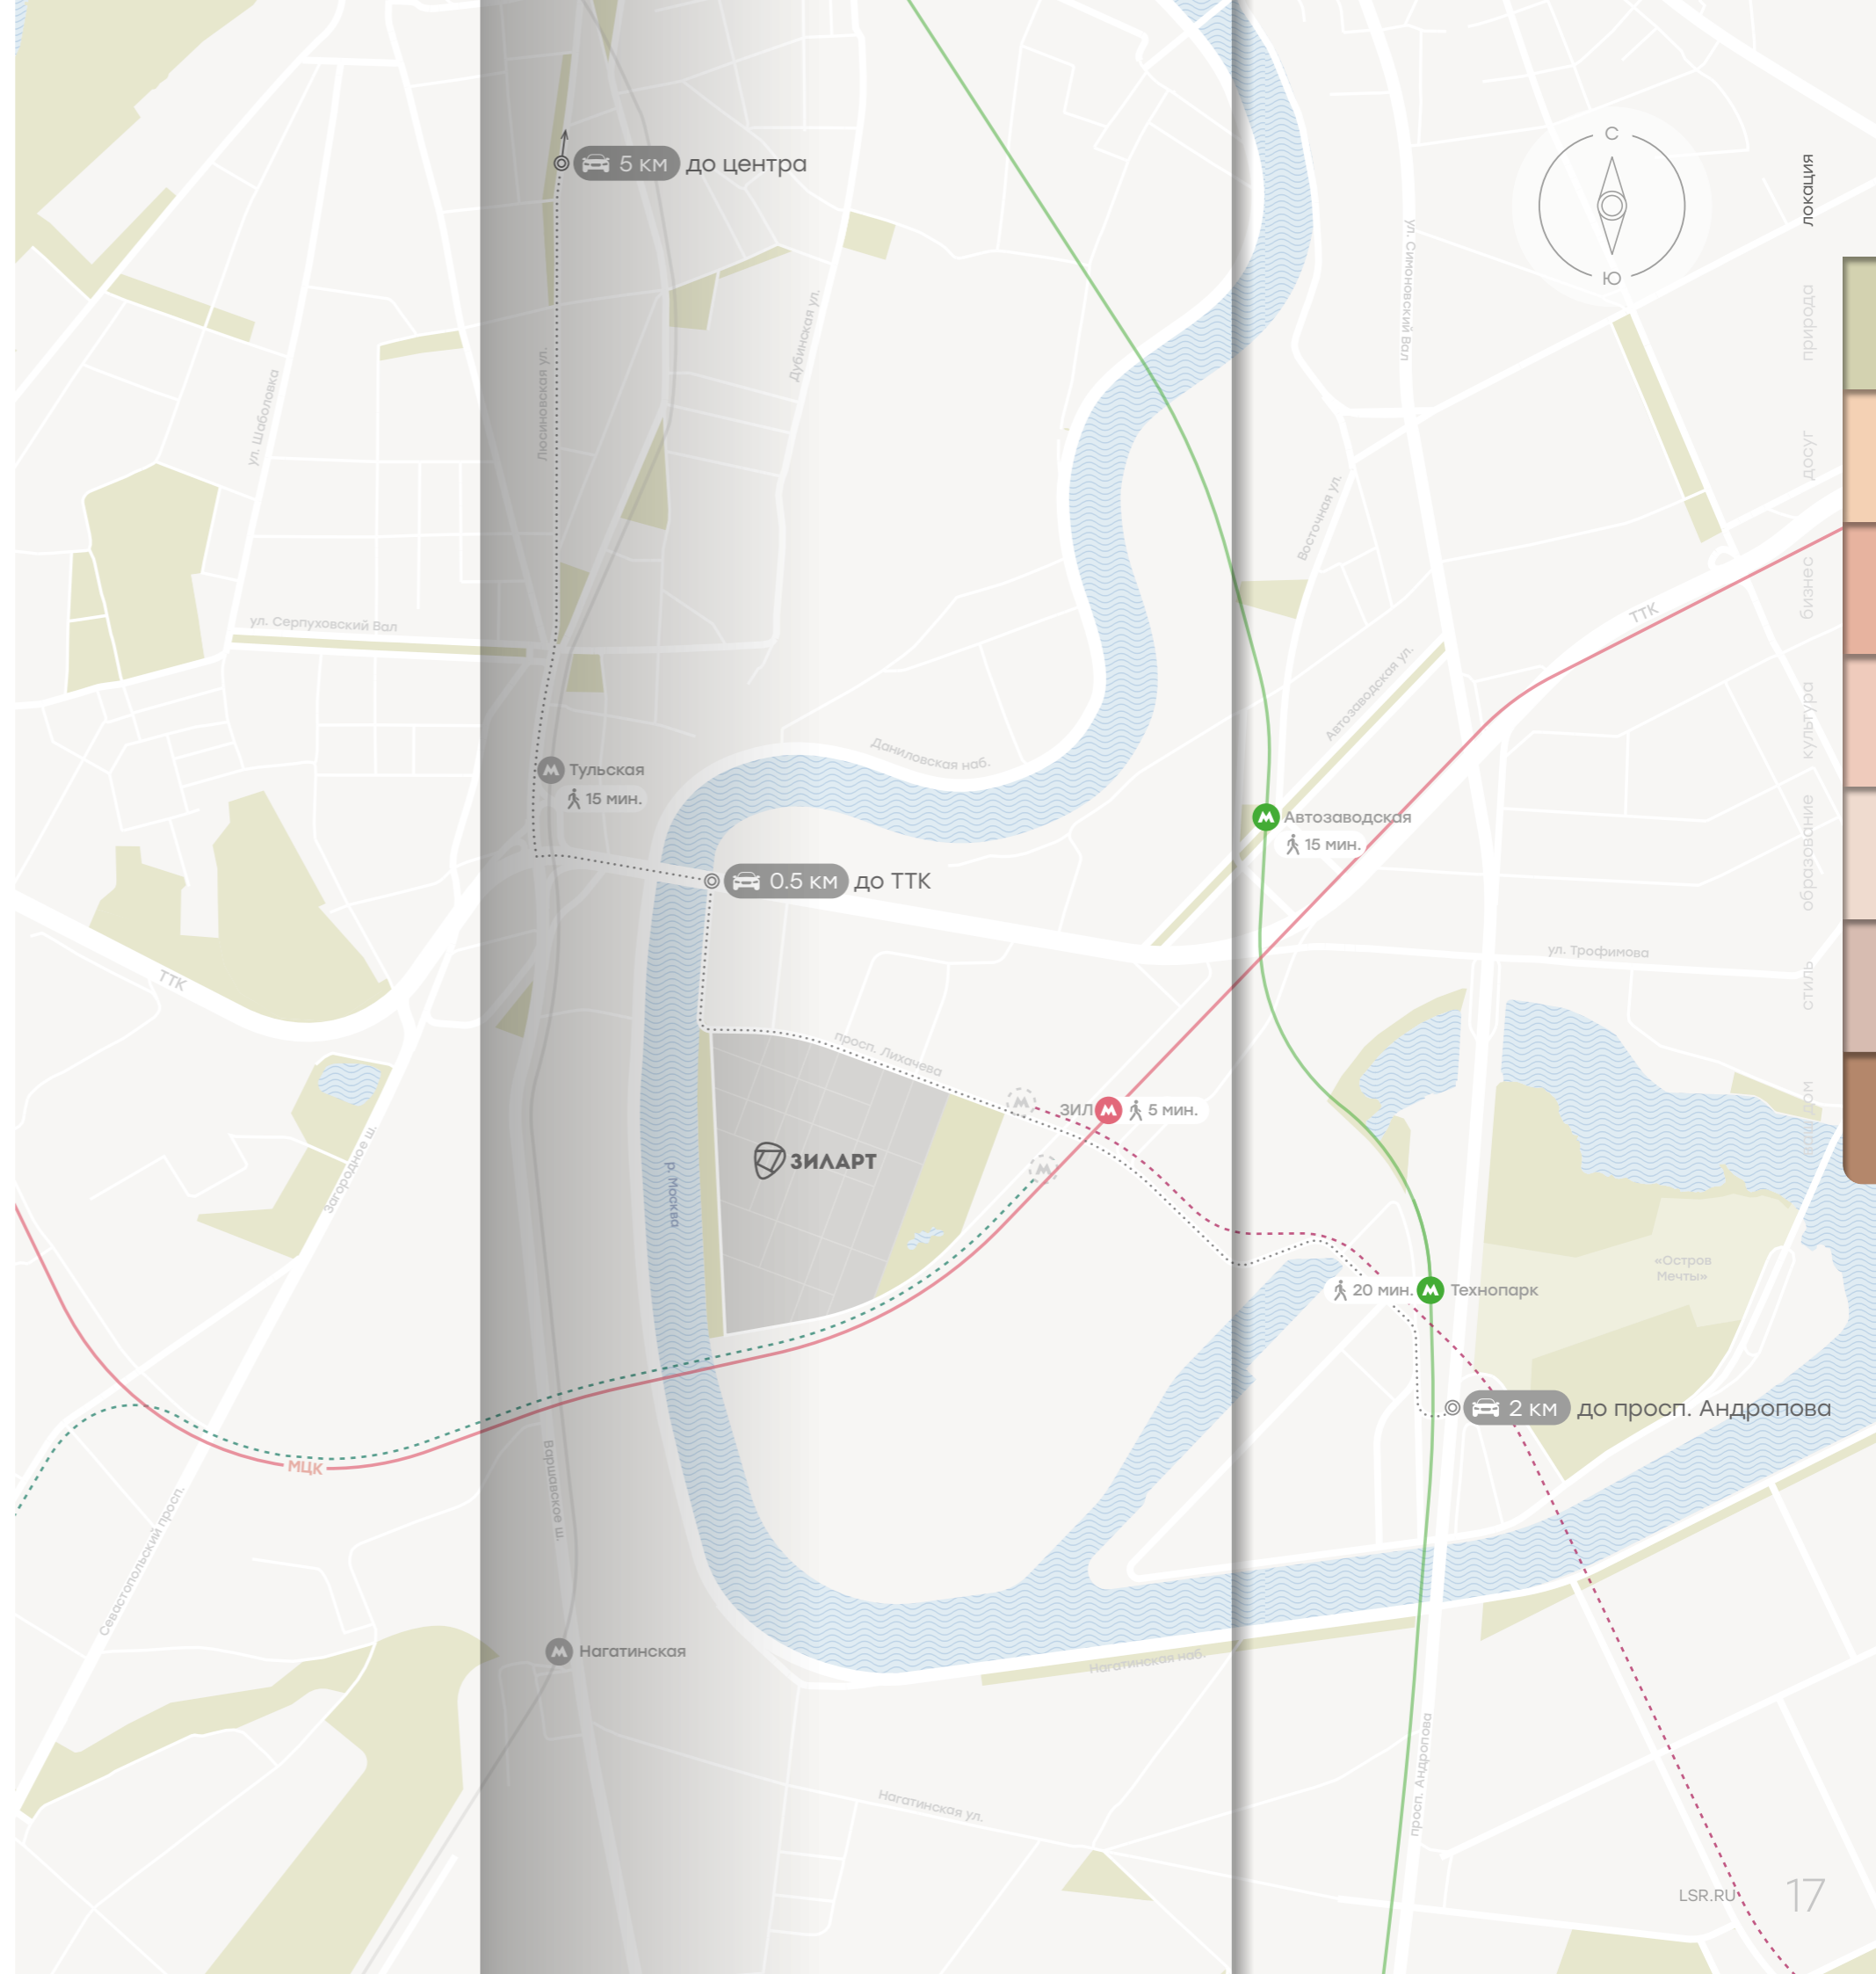 С
Ю
5 км до центра
локация
природа
досуг
бизнес
культура
образование
стиль
дом
ул. Симоновский Вал
Дубининская ул.
Люсиновская ул.
ул. Шаболовка
Восточная ул.
ТТК
ул. Серпуховский Вал
Автозаводская ул.
Даниловская наб.
Тульская
15 мин.
Автозаводская
15 мин.
0.5 км до ТТК
ул. Трофимова
ТТК
просп. Лихачева
ЗИЛ
5 мин.
ЗИЛАРТ
Загородное ш.
р. Москва
«Остров
Мечты»
20 мин.
Технопарк
2 км до просп. Андропова
МЦК
Варшавское ш.
Севостопольский просп.
Нагатинская
Нагатинская наб.
просп. Андропова
Нагатинская ул.
LSR.RU
17